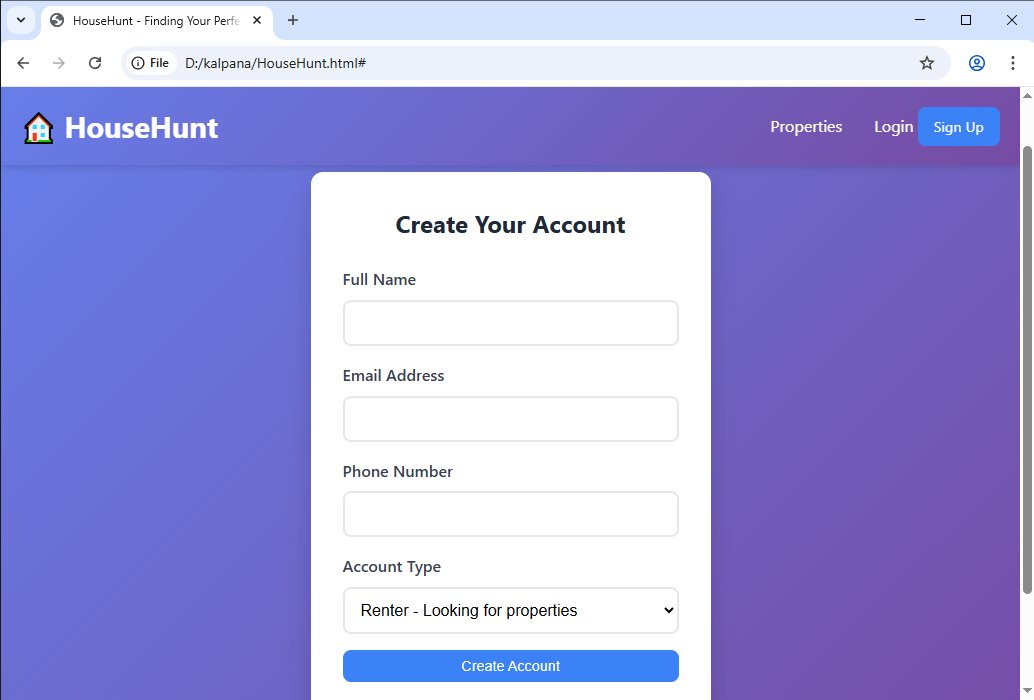 HouseHunt - Finding Your Perfe
File
D:/kalpana/HouseHunt.html#
HouseHunt
Properties
Login
Sign Up
Create Your Account
Full Name
Email Address
Phone Number
Account Type
Renter - Looking for properties
Create Account